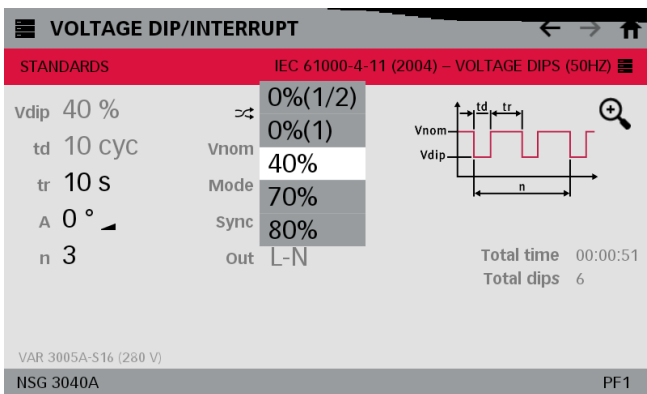 VOLTAGE DIP/INTERRUPT
STANDARDS IEC 61000-4-11 (2004) – VOLTAGE DIPS (50HZ)
Vdip 40 %
td 10 cyc
tr 10 s
A 0 °
n 3
Vnom
Mode
Sync
Out L-N
0%(1/2)
0%(1)
40%
70%
80%
td tr
Vnom
Vdip
n
Total time 00:00:51
Total dips 6
VAR 3005A-S16 (280 V)
NSG 3040A PF1